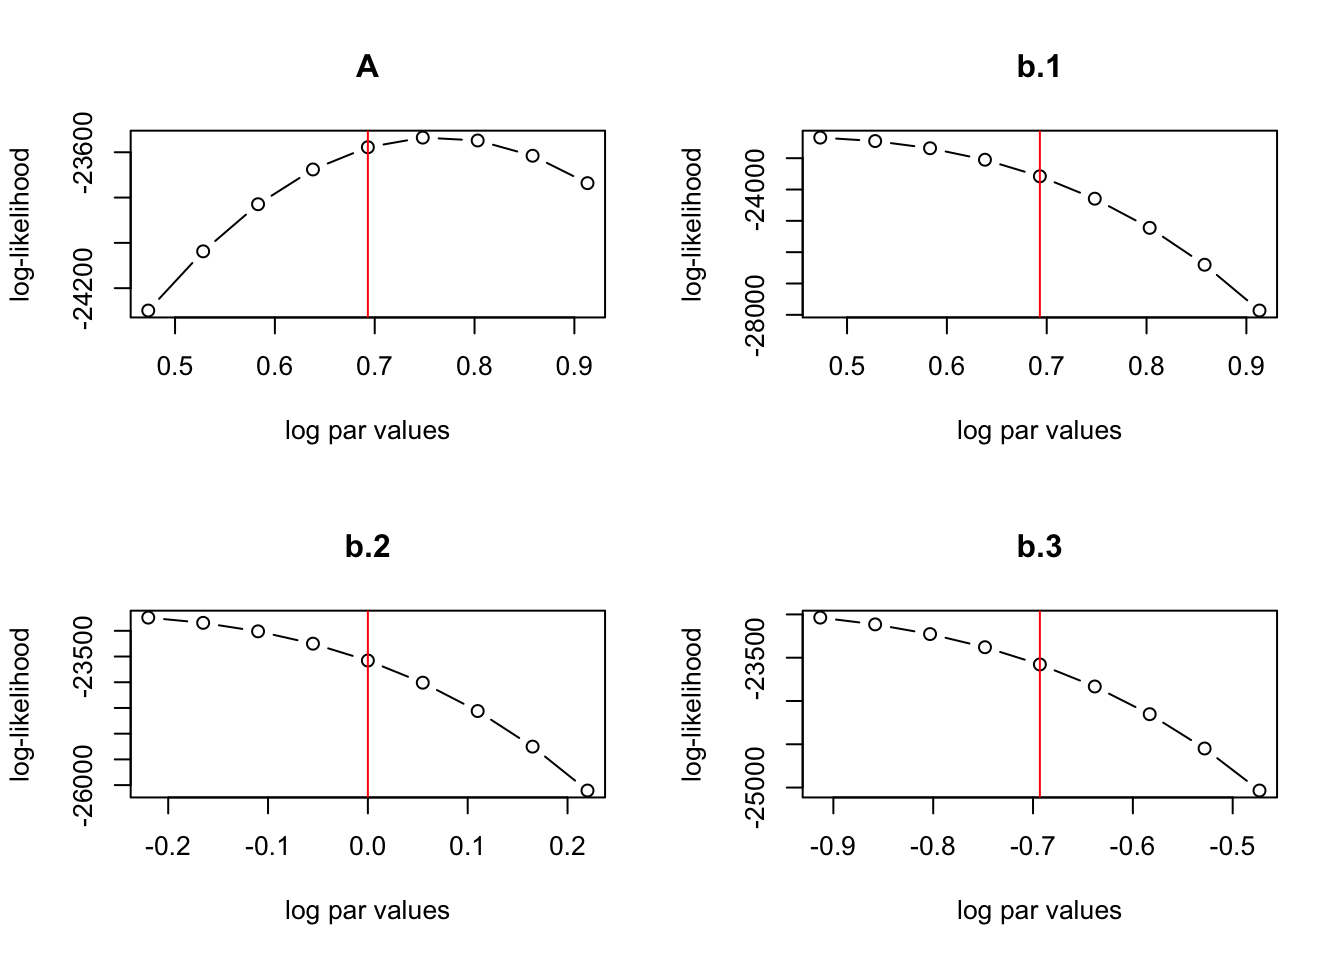 A
log-likelihood
-23600
-24200
0.5 0.6 0.7 0.8 0.9
log par values
b.1
log-likelihood
-24000
-28000
0.5 0.6 0.7 0.8 0.9
log par values
b.2
log-likelihood
-23500
-26000
-0.2 -0.1 0.0 0.1 0.2
log par values
b.3
log-likelihood
-23500
-25000
-0.9 -0.8 -0.7 -0.6 -0.5
log par values